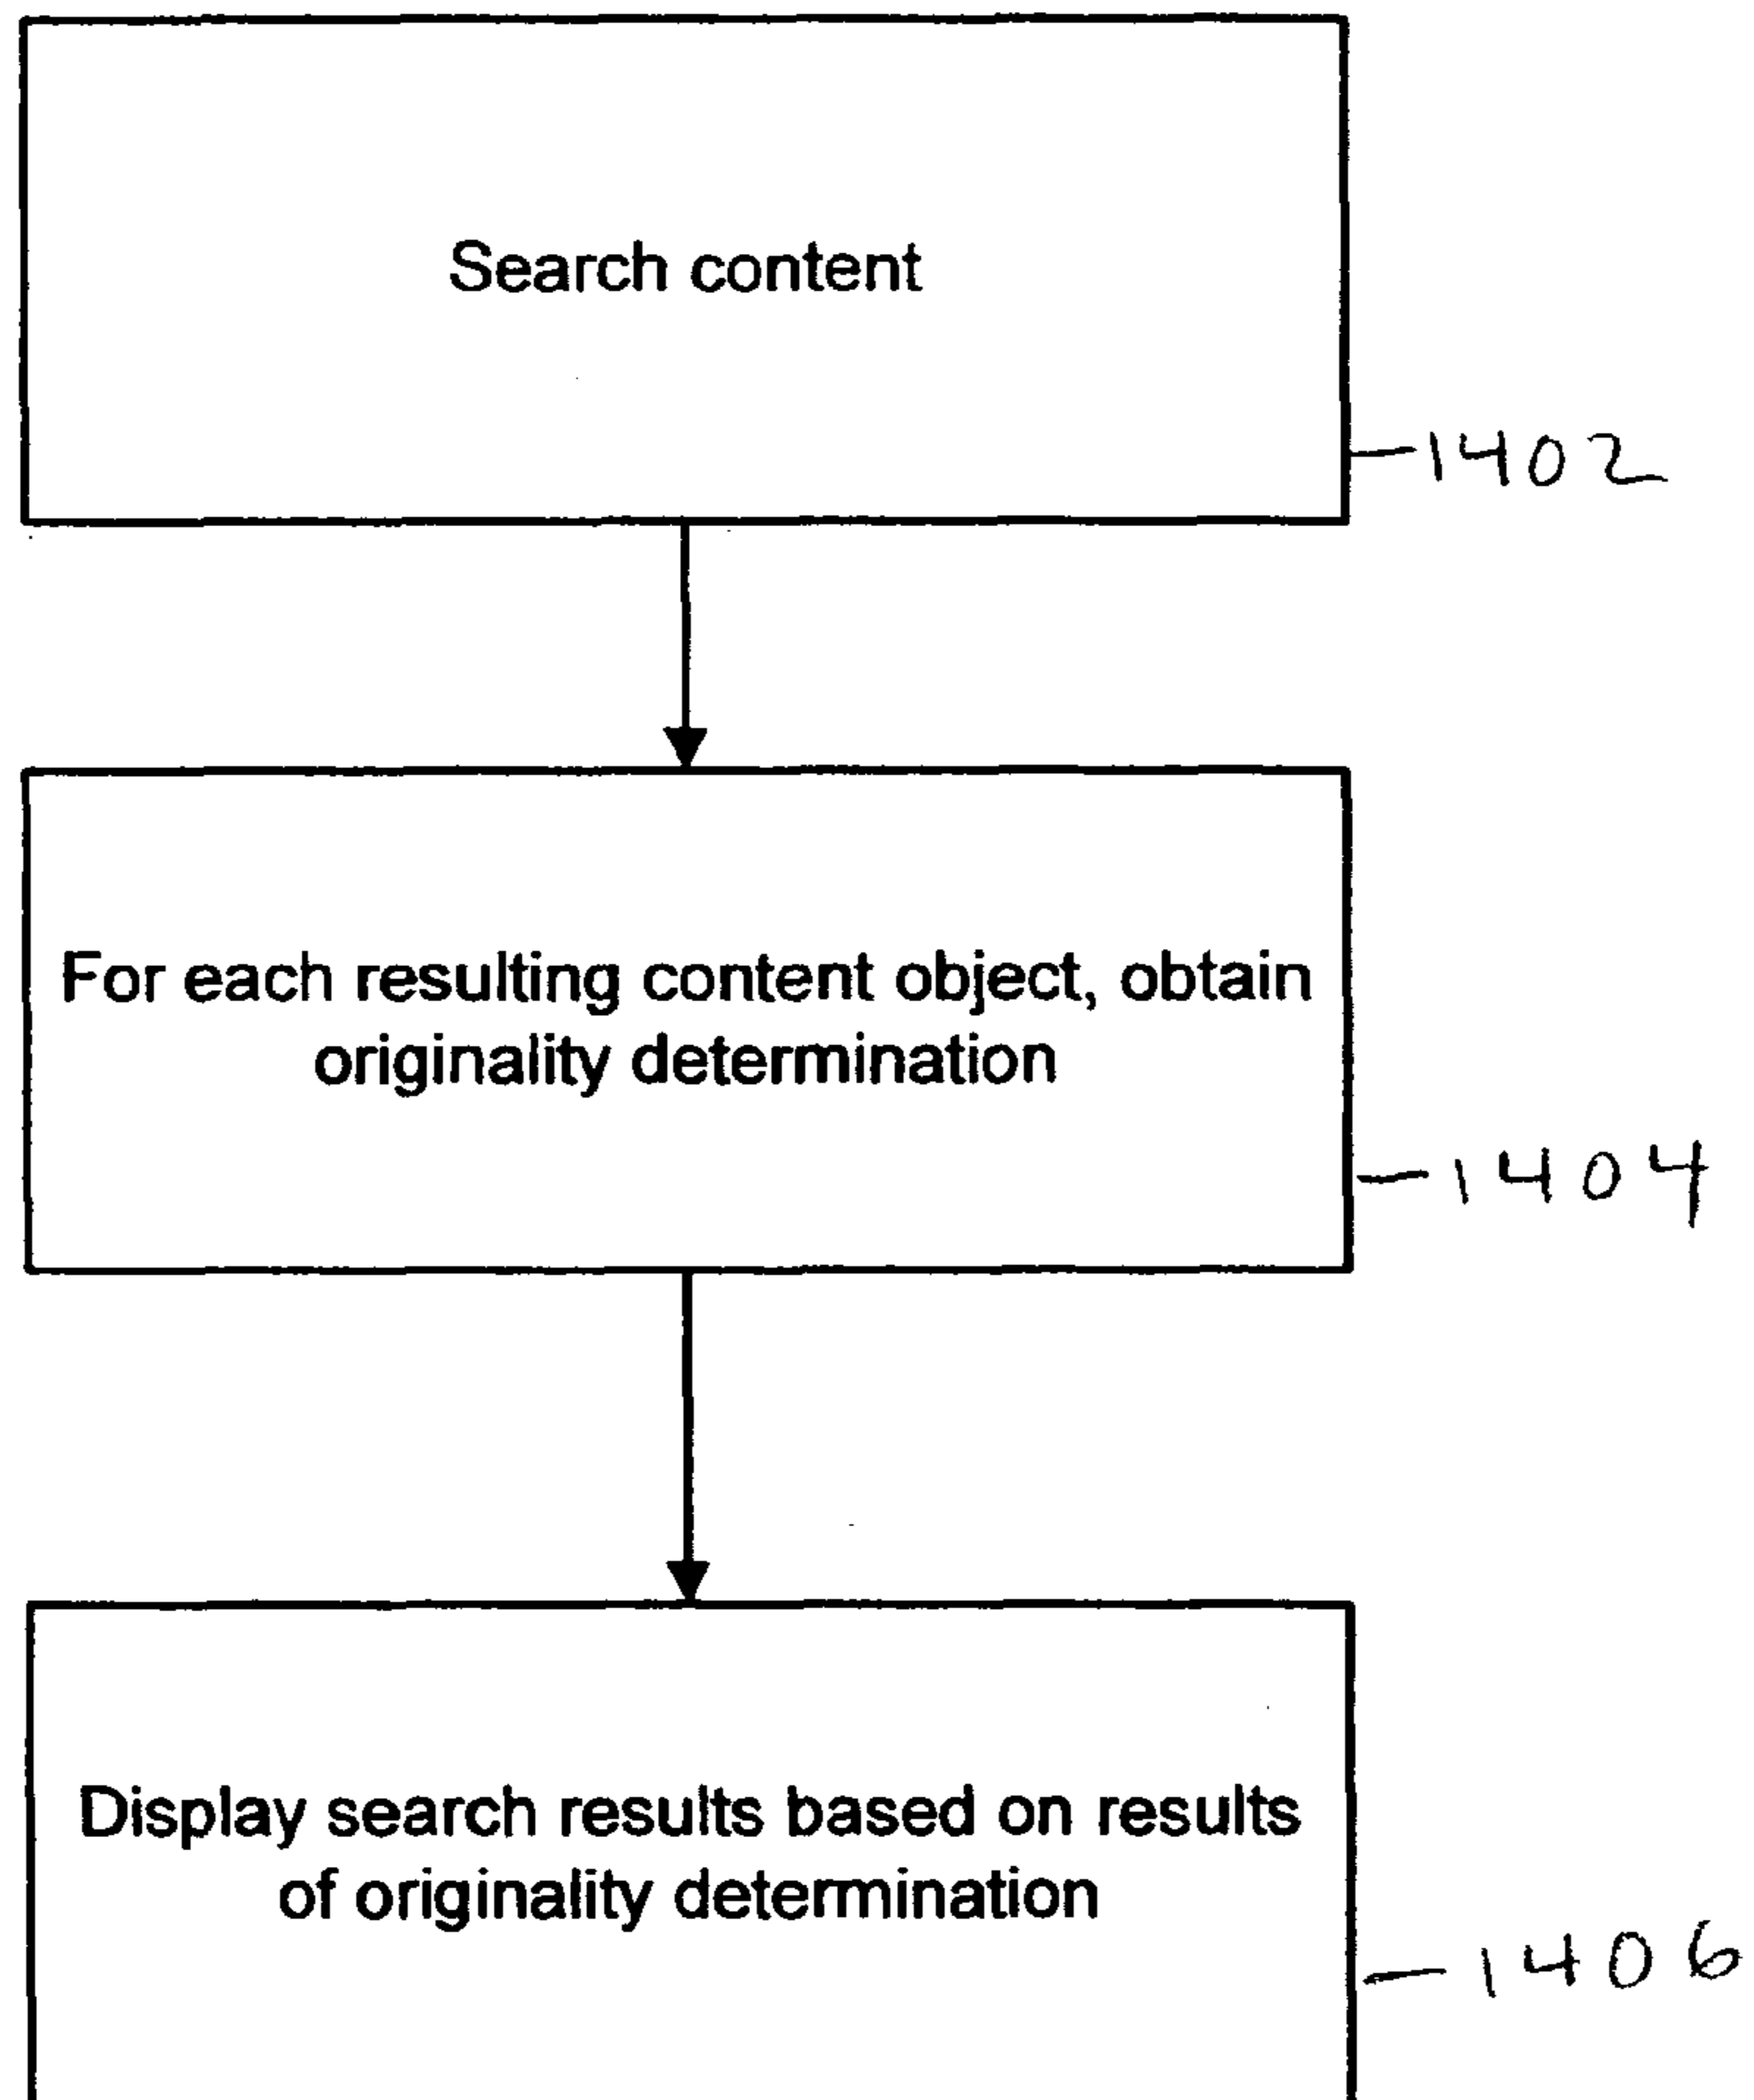 Search content
1402
For each resulting content object, obtain
originality determination
1404
Display search results based on results
of originality determination
1406